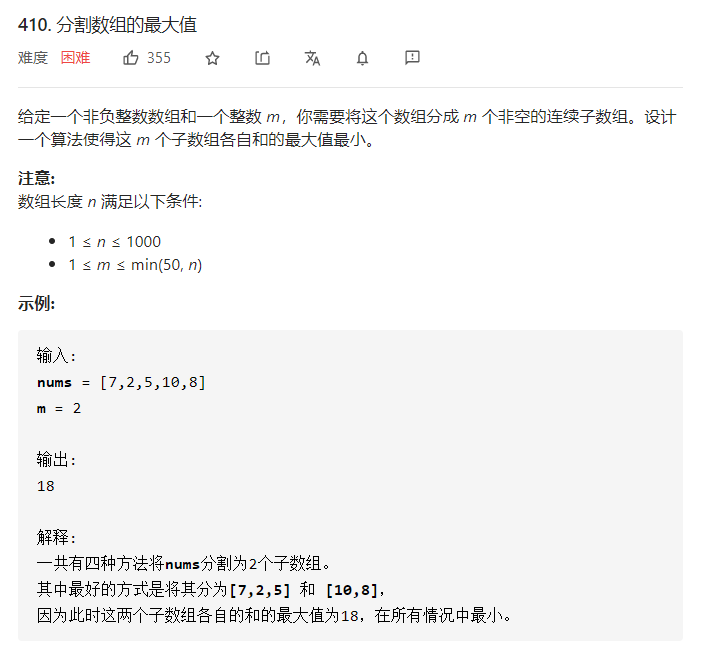 410. 分割数组的最大值
难度 困难 355
给定一个非负整数数组和一个整数 m，你需要将这个数组分成 m 个非空的连续子数组。设计
一个算法使得这 m 个子数组各自和的最大值最小。
注意:
数组长度 n 满足以下条件:
• 1 ≤ n ≤ 1000
• 1 ≤ m ≤ min(50, n)
示例:
输入:
nums = [7,2,5,10,8]
m = 2
输出:
18
解释:
一共有四种方法将nums分割为2个子数组。
其中最好的方式是将其分为[7,2,5] 和 [10,8]，
因为此时这两个子数组各自的和的最大值为18，在所有情况中最小。